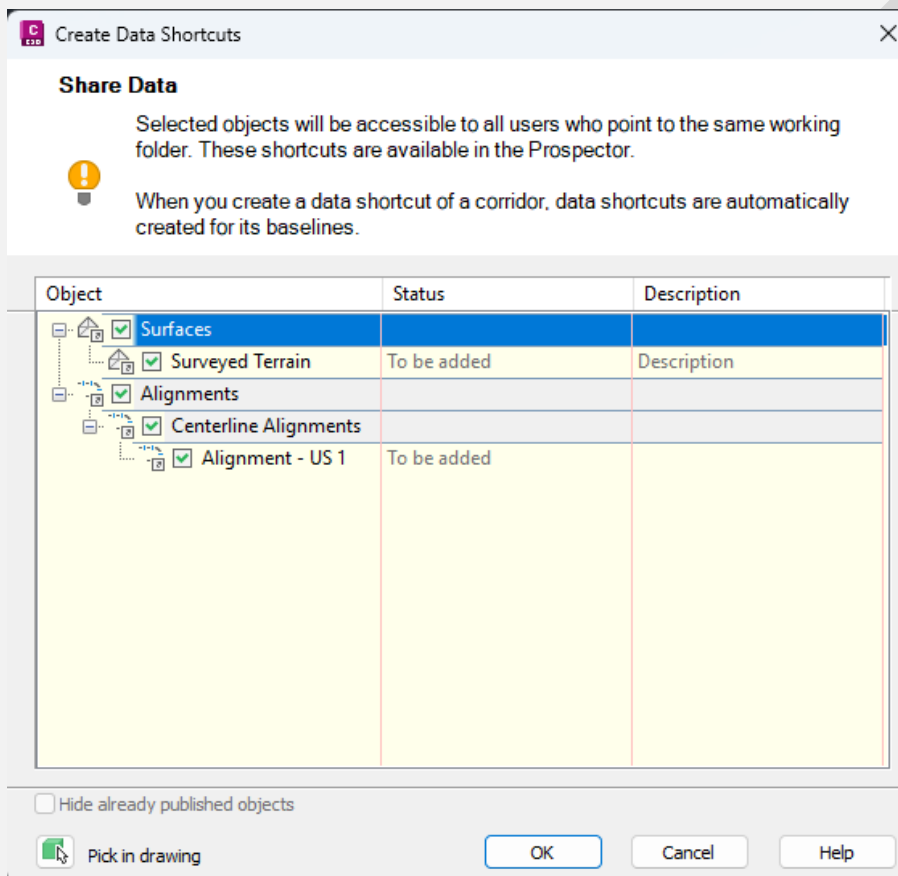 Create Data Shortcuts
Share Data
Selected objects will be accessible to all users who point to the same working
folder. These shortcuts are available in the Prospector.
When you create a data shortcut of a corridor, data shortcuts are automatically
created for its baselines.
Object Status Description
Surfaces
Surveyed Terrain To be added Description
Alignments
Centerline Alignments
Alignment - US 1 To be added
Hide already published objects
Pick in drawing OK Cancel Help